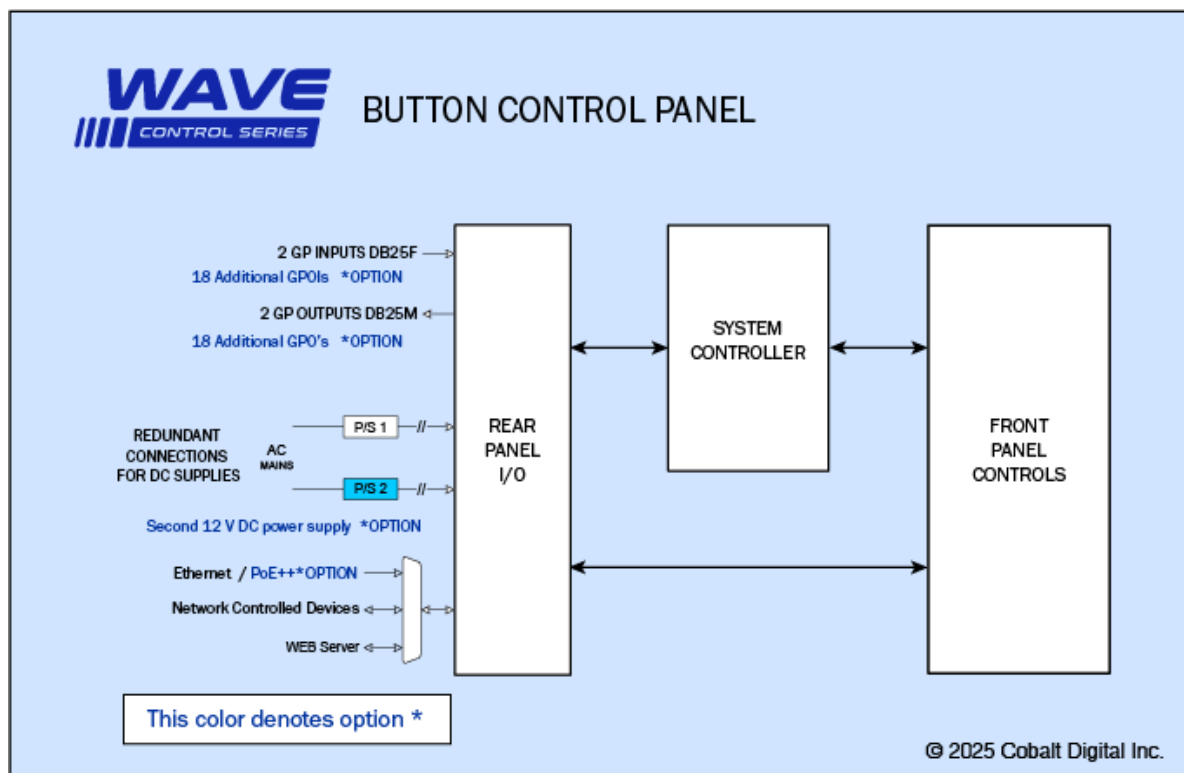 WAVE
CONTROL SERIES
BUTTON CONTROL PANEL
2 GP INPUTS DB25F
18 Additional GPOIs *OPTION
2 GP OUTPUTS DB25M
18 Additional GPO's *OPTION
REDUNDANT
CONNECTIONS
FOR DC SUPPLIES
AC
MAINS
P/S 1
//
P/S 2
//
Second 12 V DC power supply *OPTION
Ethernet / PoE++*OPTION
Network Controlled Devices
WEB Server
REAR
PANEL
I/O
SYSTEM
CONTROLLER
FRONT
PANEL
CONTROLS
This color denotes option *
© 2025 Cobalt Digital Inc.